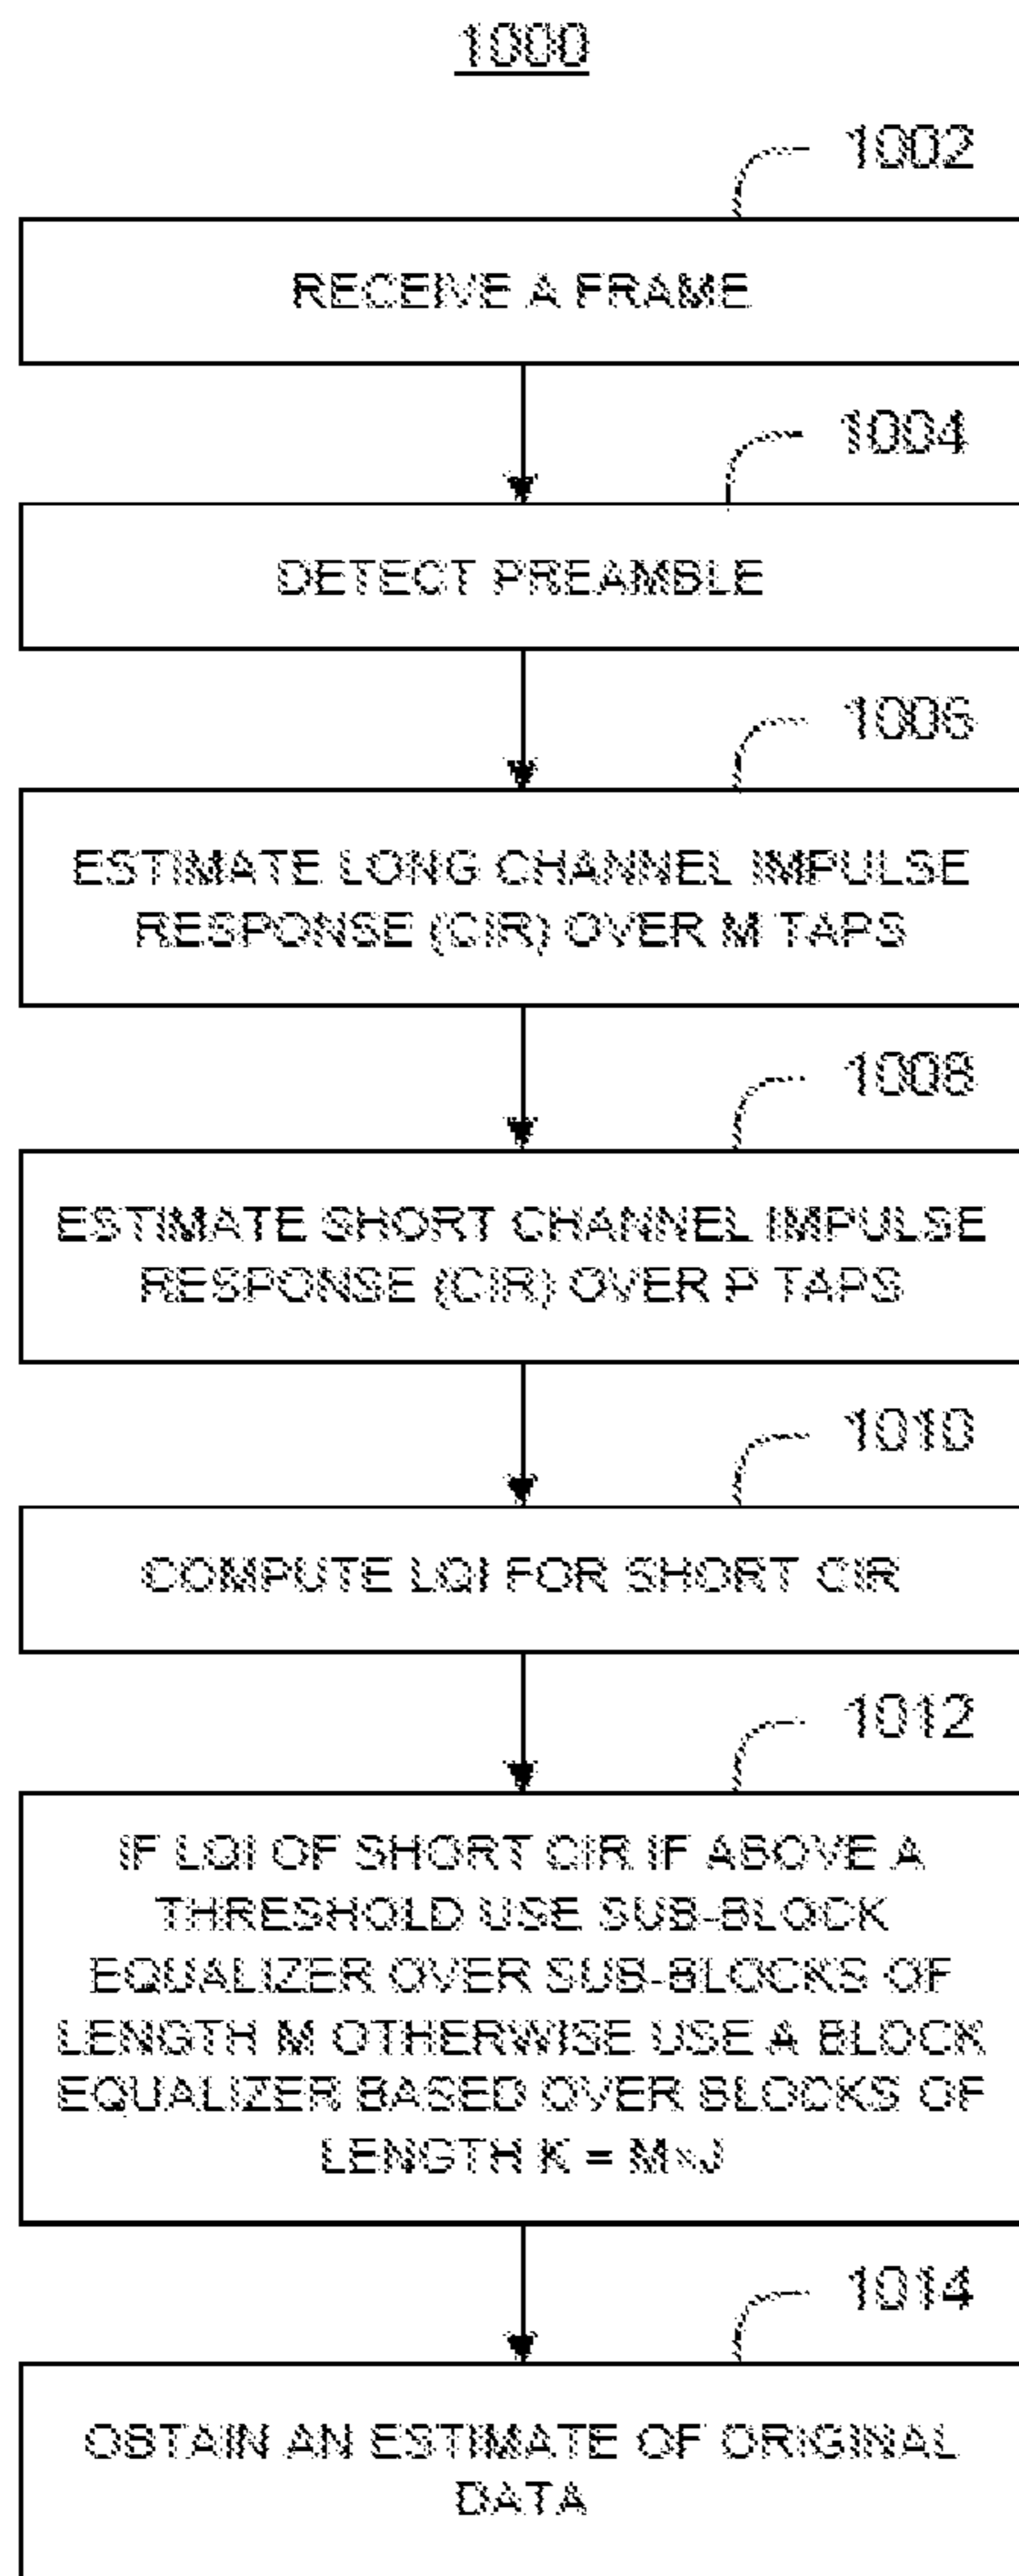 1000
1002
RECEIVE A FRAME
1004
DETECT PREAMBLE
1006
ESTIMATE LONG CHANNEL IMPULSE
RESPONSE (CIR) OVER M TAPS
1008
ESTIMATE SHORT CHANNEL IMPULSE
RESPONSE (CIR) OVER P TAPS
1010
COMPUTE LQI FOR SHORT CIR
1012
IF LQI OF SHORT CIR IF ABOVE A
THRESHOLD USE SUB-BLOCK
EQUALIZER OVER SUB-BLOCKS OF
LENGTH M OTHERWISE USE A BLOCK
EQUALIZER BASED OVER BLOCKS OF
LENGTH K = M×J
1014
OBTAIN AN ESTIMATE OF ORIGINAL
DATA